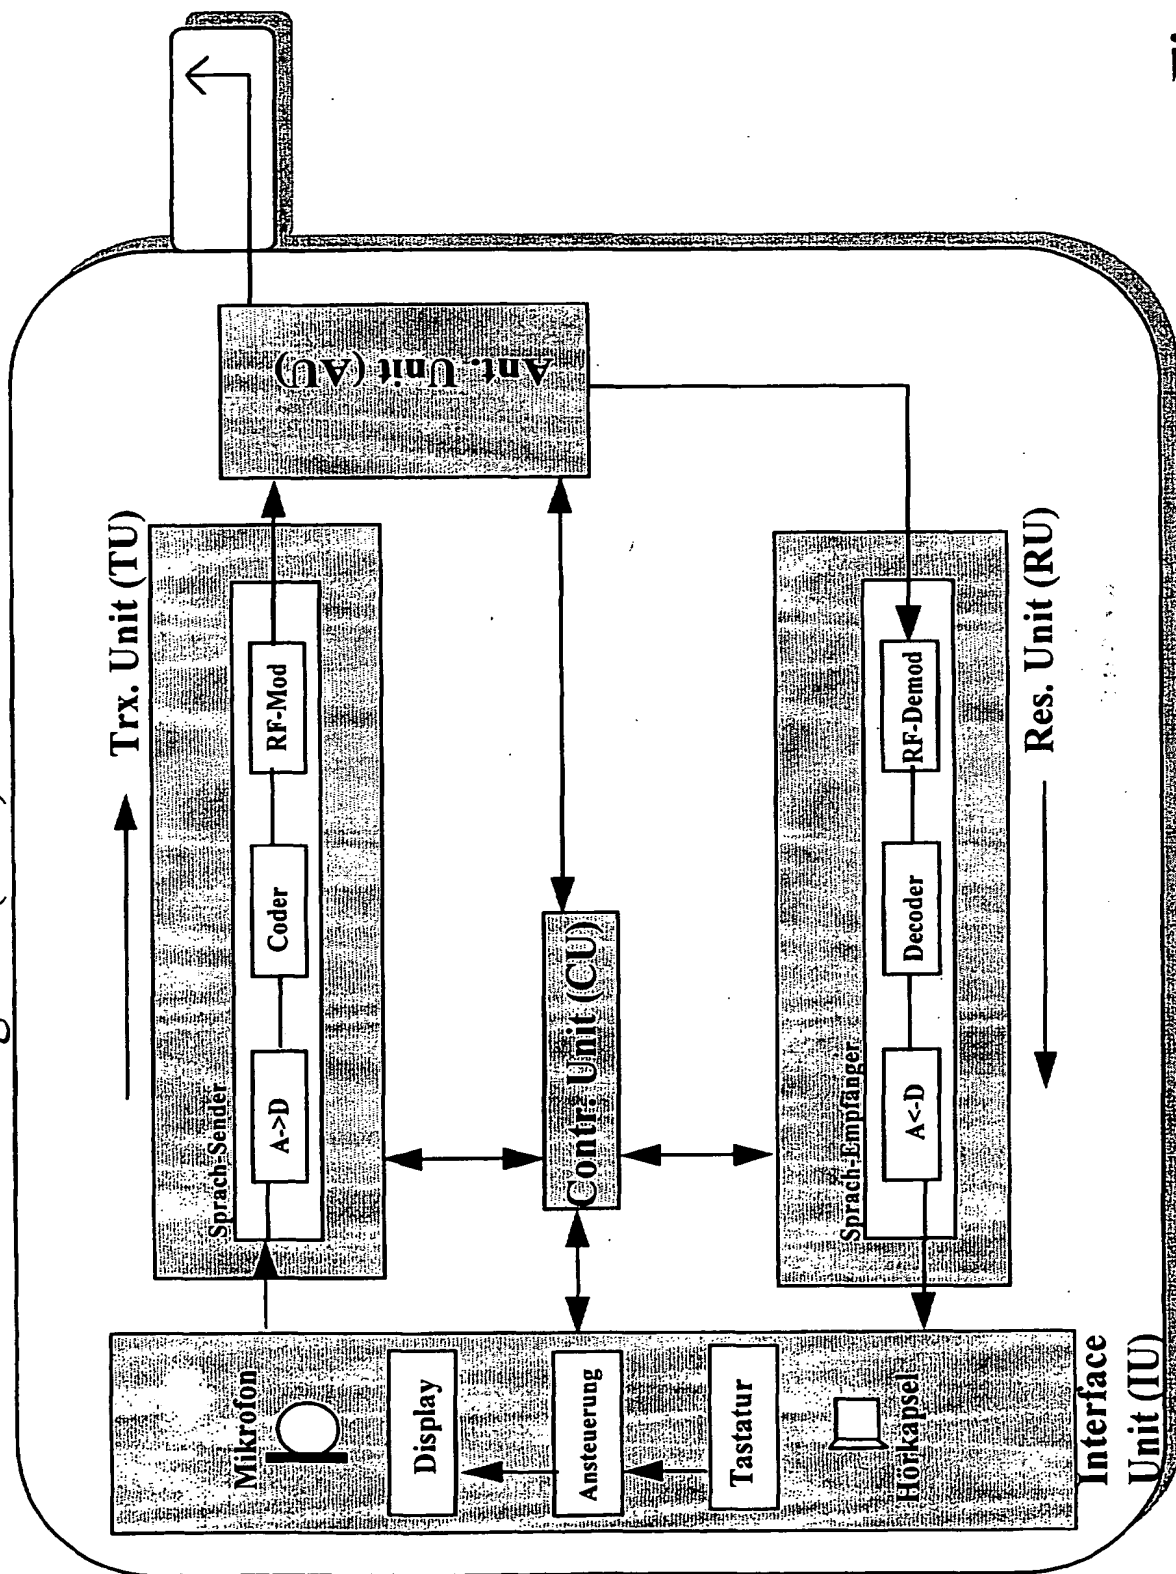 Trx. Unit (TU)
Sprach-Sender
A->D
Coder
RF-Mod
Ant. Unit (AU)
Contr. Unit (CU)
Mikrofon
Display
Ansteuerung
Tastatur
Hörkapsel
Interface
Unit (IU)
Sprach-Empfänger
A<-D
Decoder
RF-Demod
Res. Unit (RU)